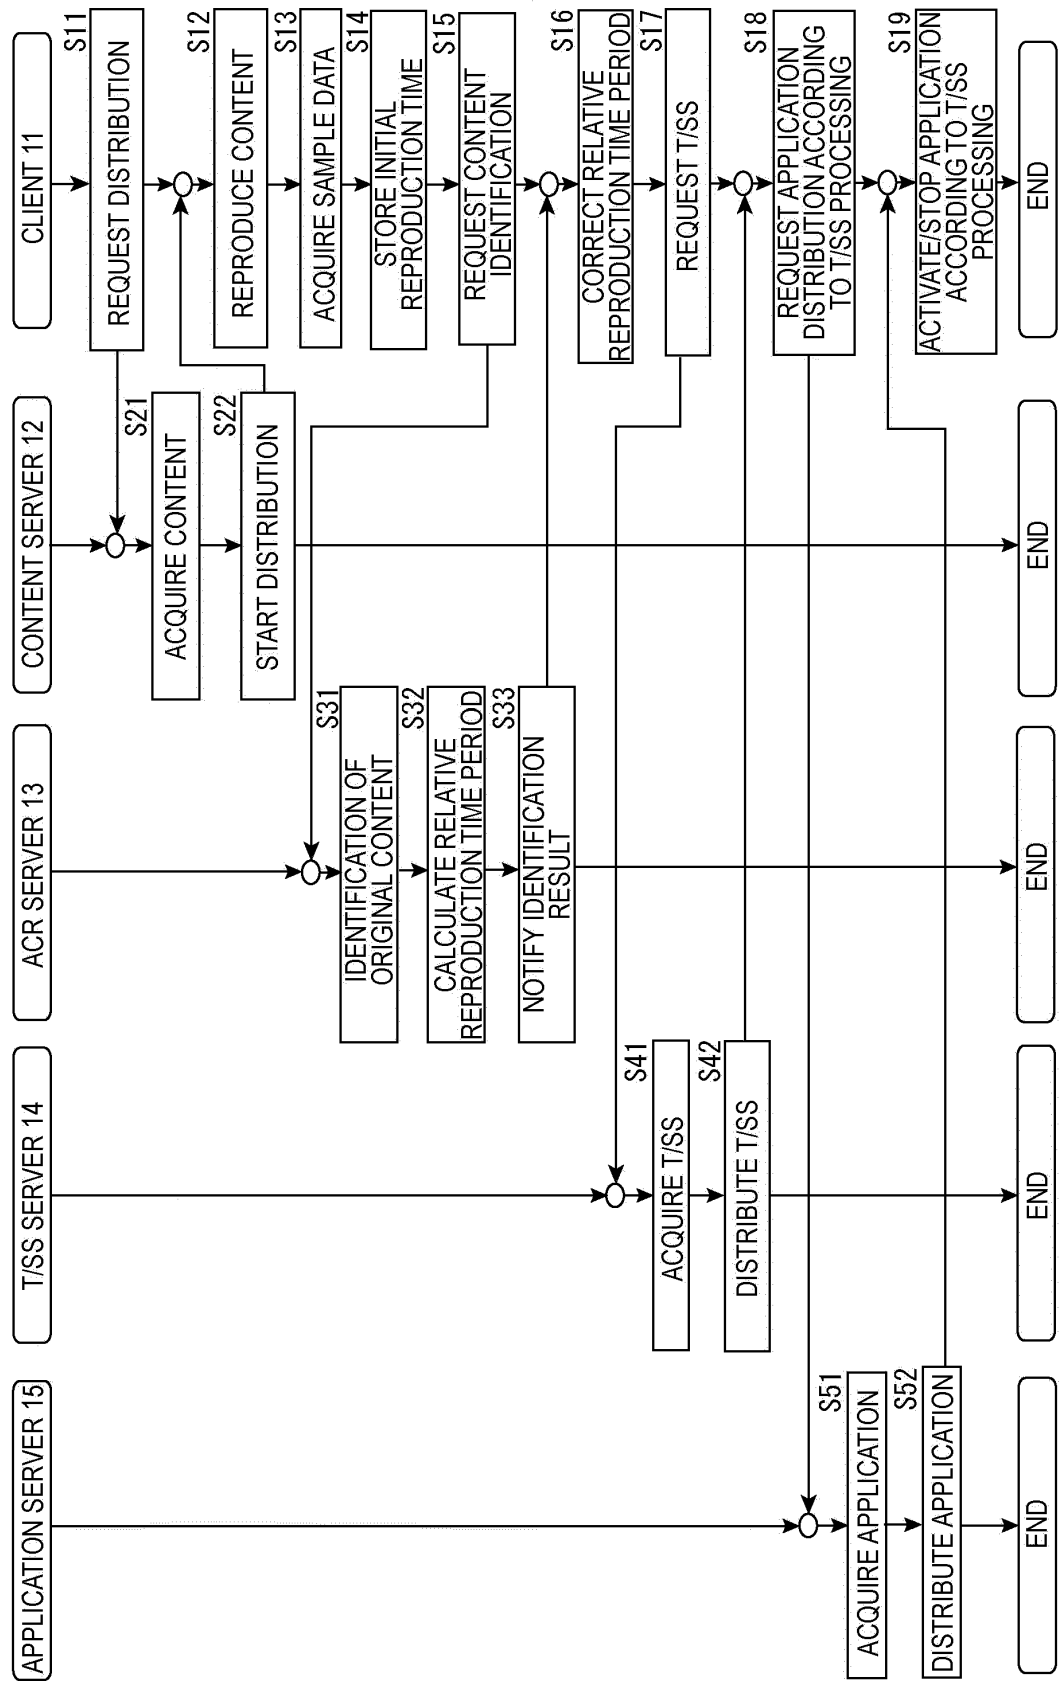 CLIENT 11
S11
REQUEST DISTRIBUTION
S12
REPRODUCE CONTENT
S13
ACQUIRE SAMPLE DATA
S14
STORE INITIAL
REPRODUCTION TIME
S15
REQUEST CONTENT
IDENTIFICATION
S16
CORRECT RELATIVE
REPRODUCTION TIME PERIOD
S17
REQUEST T/SS
S18
REQUEST APPLICATION
DISTRIBUTION ACCORDING
TO T/SS PROCESSING
S19
ACTIVATE/STOP APPLICATION
ACCORDING TO T/SS
PROCESSING
END
CONTENT SERVER 12
S21
ACQUIRE CONTENT
S22
START DISTRIBUTION
END
ACR SERVER 13
S31
IDENTIFICATION OF
ORIGINAL CONTENT
S32
CALCULATE RELATIVE
REPRODUCTION TIME PERIOD
S33
NOTIFY IDENTIFICATION
RESULT
END
T/SS SERVER 14
S41
ACQUIRE T/SS
S42
DISTRIBUTE T/SS
END
APPLICATION SERVER 15
S51
ACQUIRE APPLICATION
S52
DISTRIBUTE APPLICATION
END